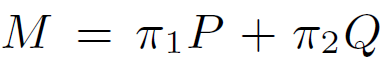 M = π₁P + π₂Q